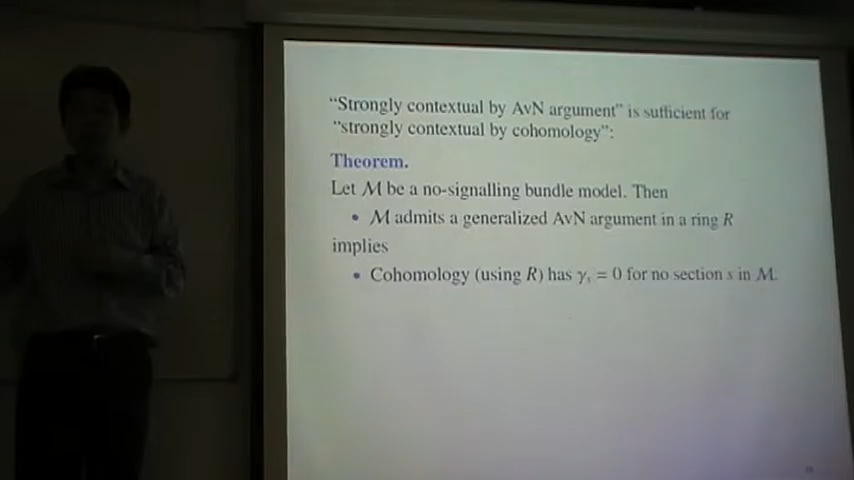 “Strongly contextual by AvN argument” is sufficient for
“strongly contextual by cohomology”:
Theorem.
Let ℳ be a no-signalling bundle model. Then
• ℳ admits a generalized AvN argument in a ring R
implies
• Cohomology (using R) has γₛ = 0 for no section s in ℳ.